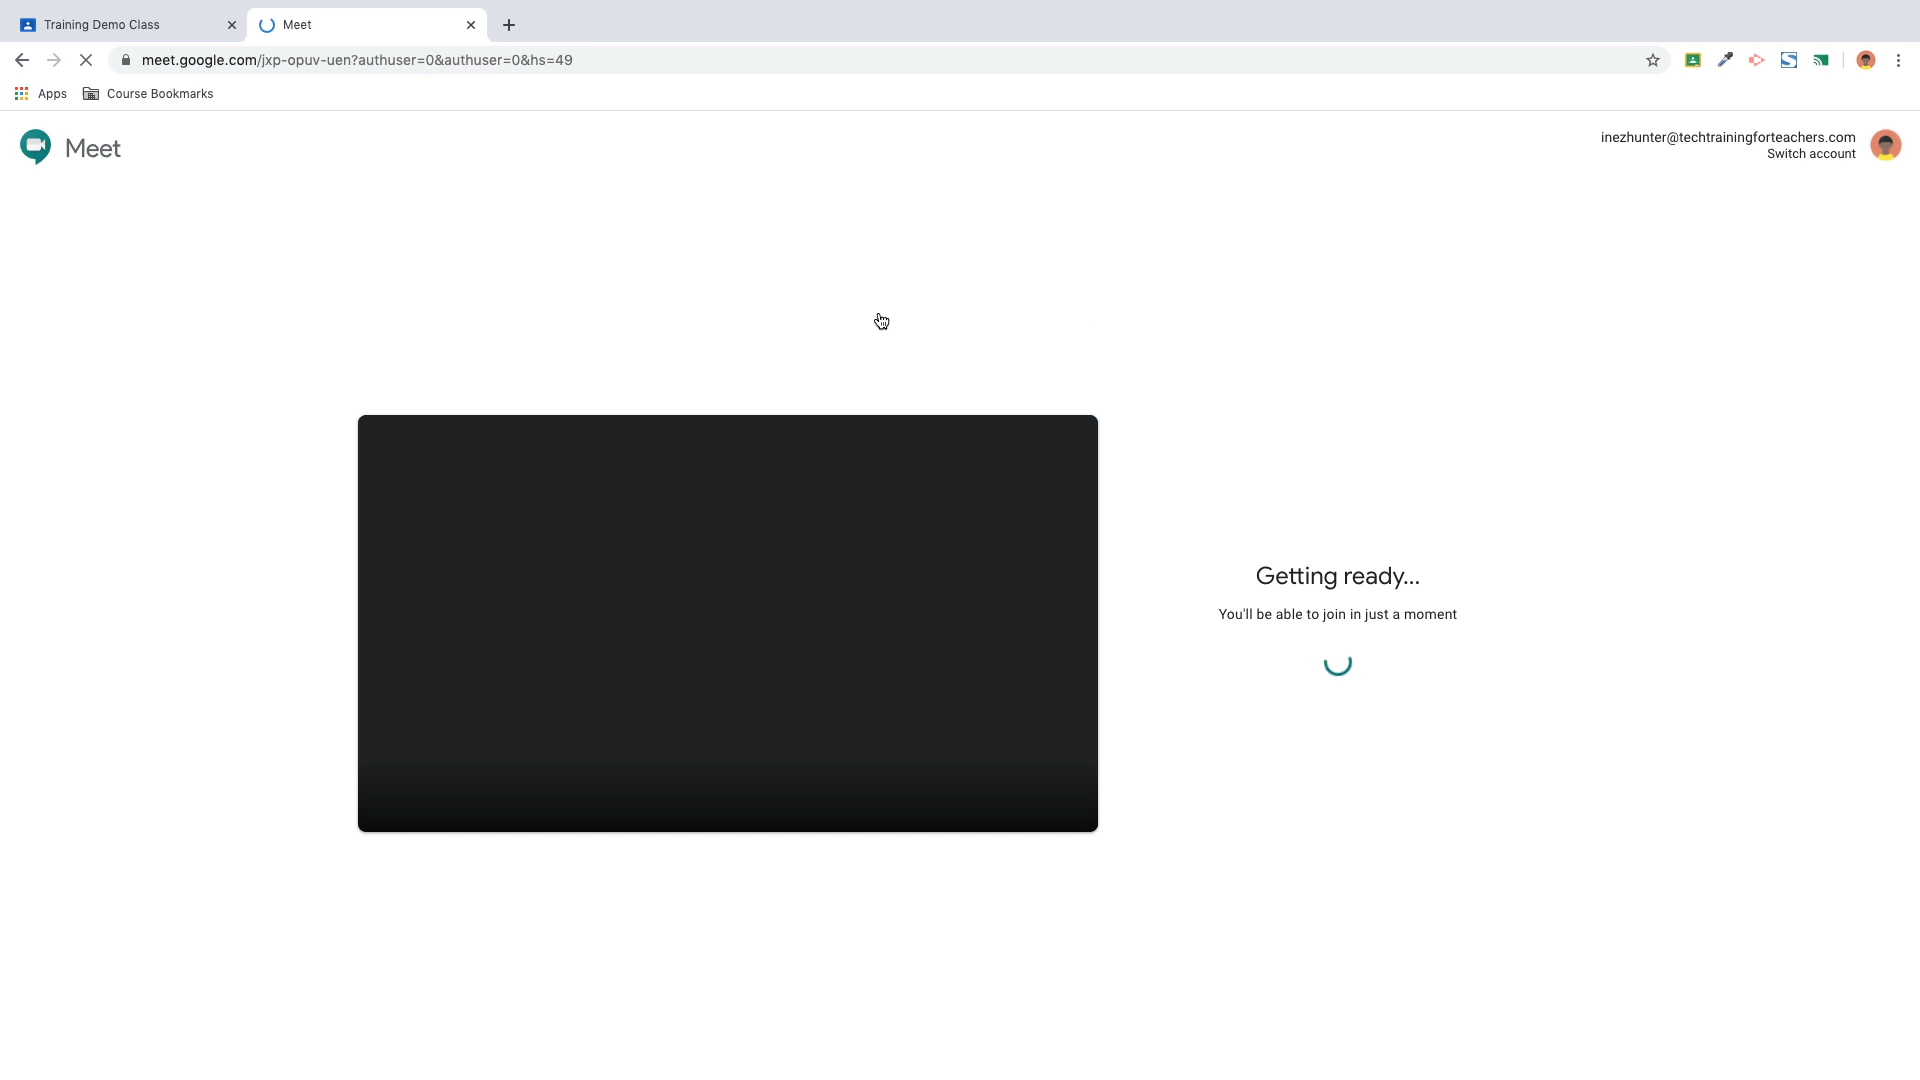 Training Demo Class
Meet
meet.google.com/jxp-opuv-uen?authuser=0&authuser=0&hs=49
Apps
Course Bookmarks
Meet
inezhunter@techtrainingforteachers.com
Switch account
Getting ready...
You'll be able to join in just a moment